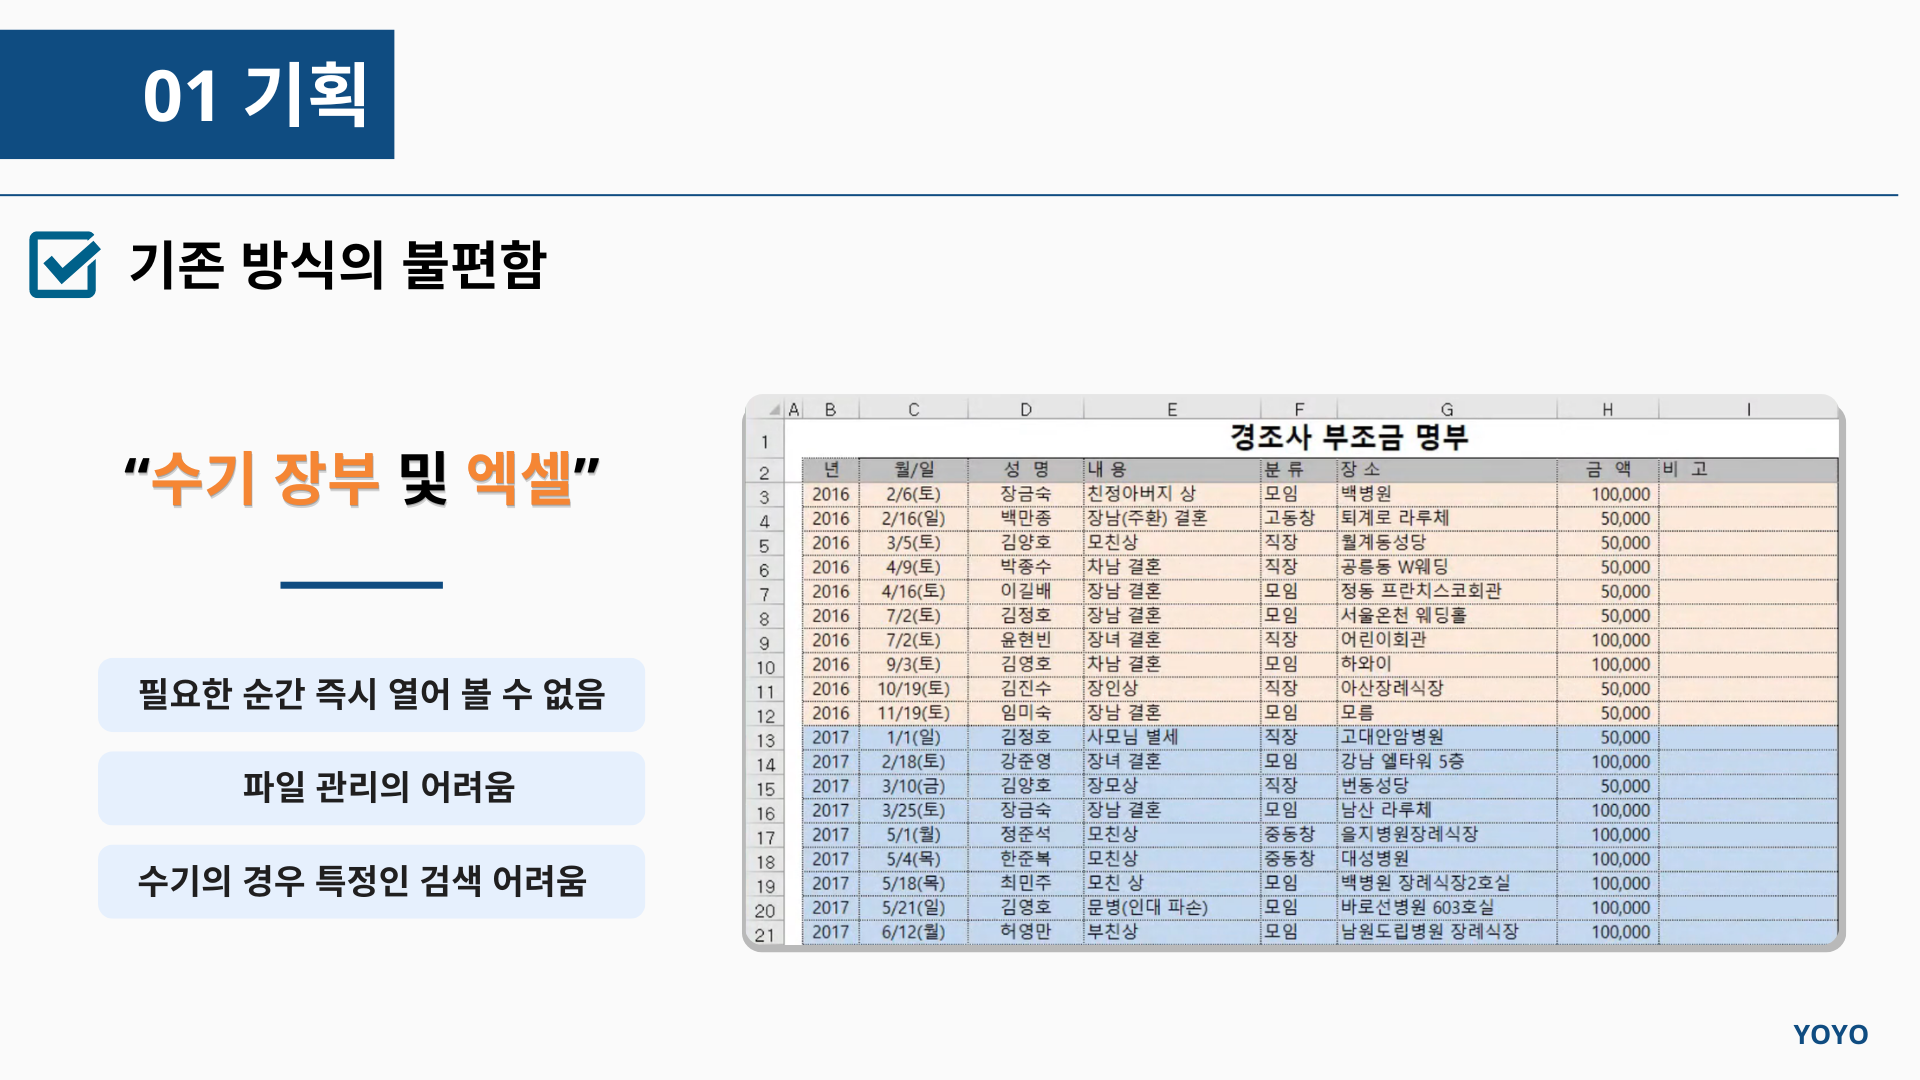 01 기획
기존 방식의 불편함
“수기 장부 및 엑셀”
필요한 순간 즉시 열어 볼 수 없음
파일 관리의 어려움
수기의 경우 특정인 검색 어려움
A B C D E F G H I
1 경조사 부조금 명부
2 년 월/일 성 명 내 용 분 류 장 소 금 액 비 고
3 2016 2/6(토) 장금숙 친정아버지 상 모임 백병원 100,000
4 2016 2/16(일) 백만종 장남(주환) 결혼 고동창 퇴계로 라루체 50,000
5 2016 3/5(토) 김양호 모친상 직장 월계동성당 50,000
6 2016 4/9(토) 박종수 차남 결혼 직장 공릉동 W웨딩 50,000
7 2016 4/16(토) 이길배 장남 결혼 모임 정동 프란치스코회관 50,000
8 2016 7/2(토) 김정호 장남 결혼 모임 서울온천 웨딩홀 50,000
9 2016 7/2(토) 윤현빈 장녀 결혼 직장 어린이회관 100,000
10 2016 9/3(토) 김영호 차남 결혼 모임 하와이 100,000
11 2016 10/19(토) 김진수 장인상 직장 아산장례식장 50,000
12 2016 11/19(토) 임미숙 장남 결혼 모임 모름 50,000
13 2017 1/1(일) 김정호 사모님 별세 직장 고대안암병원 50,000
14 2017 2/18(토) 강준영 장녀 결혼 모임 강남 엘타워 5층 100,000
15 2017 3/10(금) 김양호 장모상 직장 번동성당 50,000
16 2017 3/25(토) 장금숙 장남 결혼 모임 남산 라루체 100,000
17 2017 5/1(월) 정준석 모친상 중동창 을지병원장례식장 100,000
18 2017 5/4(목) 한준복 모친상 중동창 대성병원 100,000
19 2017 5/18(목) 최민주 모친 상 모임 백병원 장례식장2호실 100,000
20 2017 5/21(일) 김영호 문병(인대 파손) 모임 바로선병원 603호실 100,000
21 2017 6/12(월) 허영만 부친상 모임 남원도립병원 장례식장 100,000
YOYO